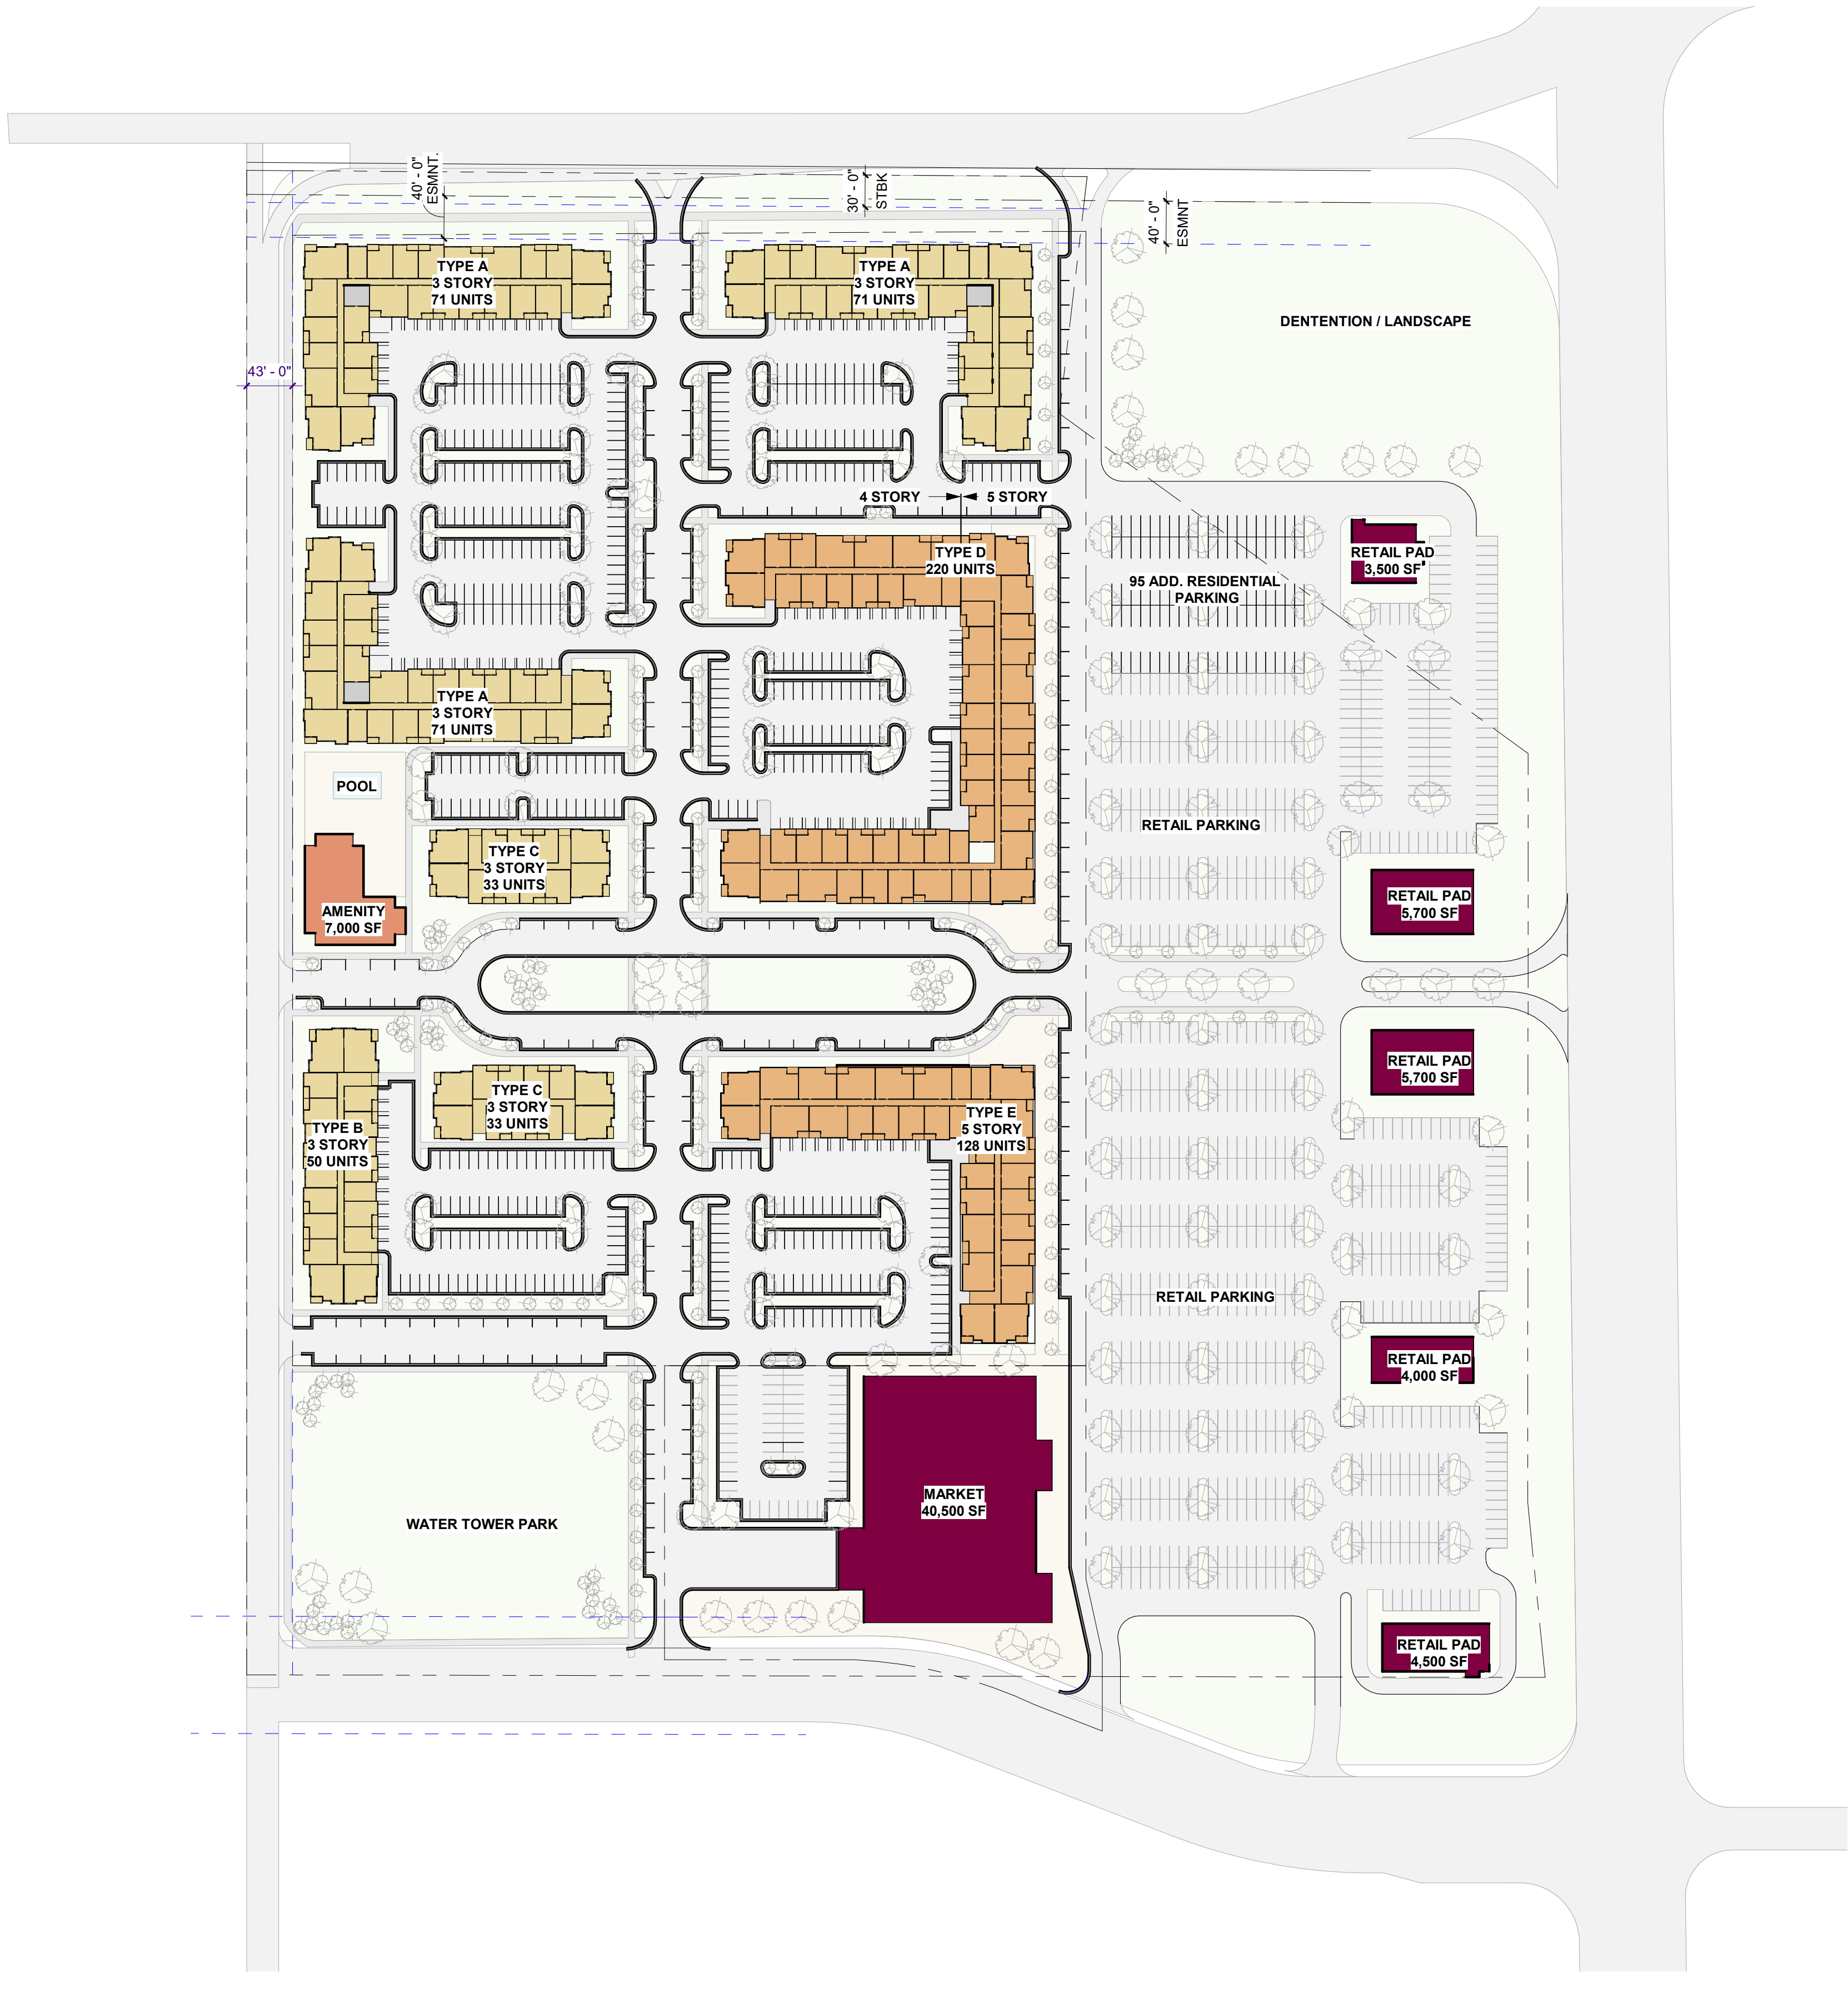 40' - 0"
ESMNT.
30' - 0"
STBK
40' - 0"
ESMNT
TYPE A
3 STORY
71 UNITS
TYPE A
3 STORY
71 UNITS
DENTENTION / LANDSCAPE
43' - 0"
4 STORY
5 STORY
TYPE D
220 UNITS
RETAIL PAD
3,500 SF
95 ADD. RESIDENTIAL
PARKING
TYPE A
3 STORY
71 UNITS
POOL
RETAIL PARKING
TYPE C
3 STORY
33 UNITS
AMENITY
7,000 SF
RETAIL PAD
5,700 SF
RETAIL PAD
5,700 SF
TYPE C
3 STORY
33 UNITS
TYPE B
3 STORY
50 UNITS
TYPE E
5 STORY
128 UNITS
RETAIL PARKING
RETAIL PAD
4,000 SF
MARKET
40,500 SF
WATER TOWER PARK
RETAIL PAD
4,500 SF